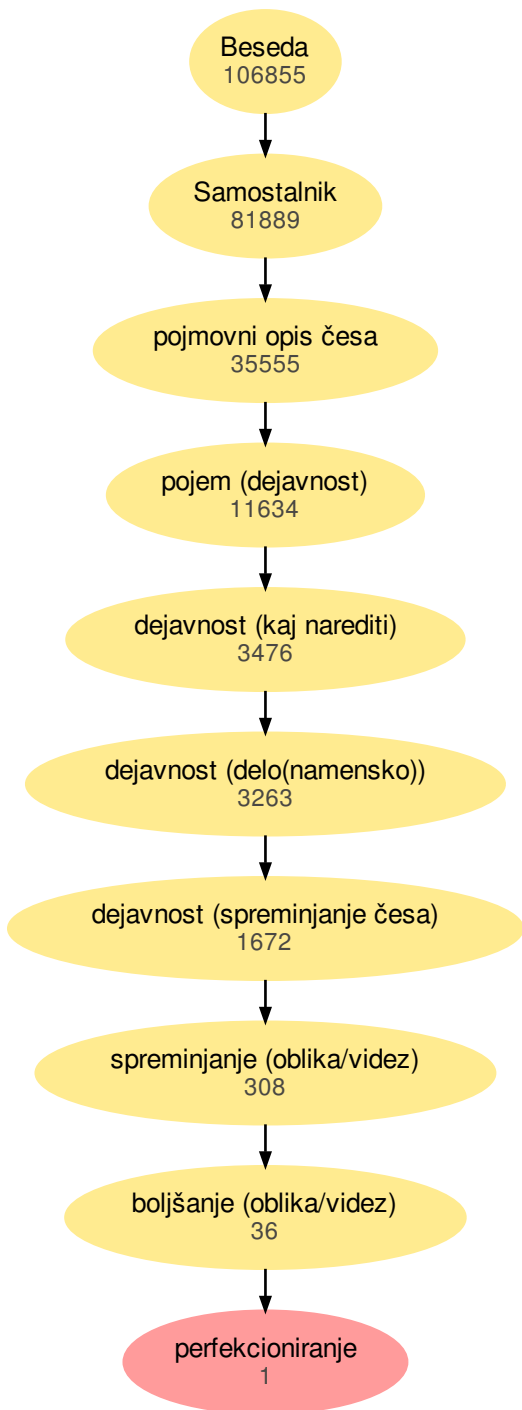 Beseda
106855
Samostalnik
81889
pojmovni opis česa
35555
pojem (dejavnost)
11634
dejavnost (kaj narediti)
3476
dejavnost (delo(namensko))
3263
dejavnost (spreminjanje česa)
1672
spreminjanje (oblika/videz)
308
boljšanje (oblika/videz)
36
perfekcioniranje
1